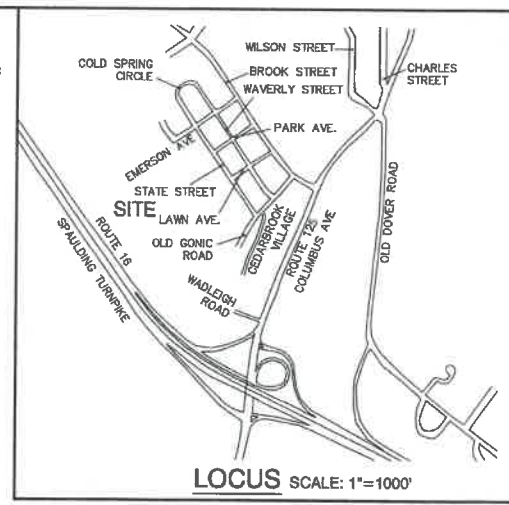 WILSON STREET
COLD SPRING
CIRCLE
BROOK STREET
CHARLES
STREET
WAVERLY STREET
PARK AVE.
EMERSON AVE
STATE STREET
SITE
LAWN AVE.
OLD GONIC
ROAD
CEDARBROOK
VILLAGE
ROUTE 125
COLUMBUS AVE
OLD DOVER ROAD
ROUTE 16
SPAULDING TURNPIKE
WADLEIGH
ROAD
LOCUS SCALE: 1"=1000'